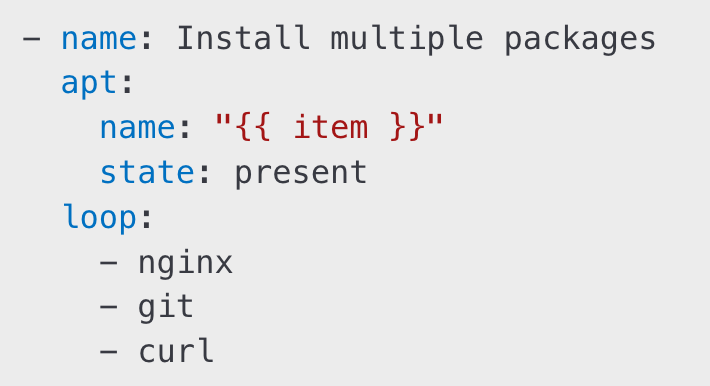 - name: Install multiple packages
  apt:
    name: "{{ item }}"
    state: present
  loop:
    - nginx
    - git
    - curl